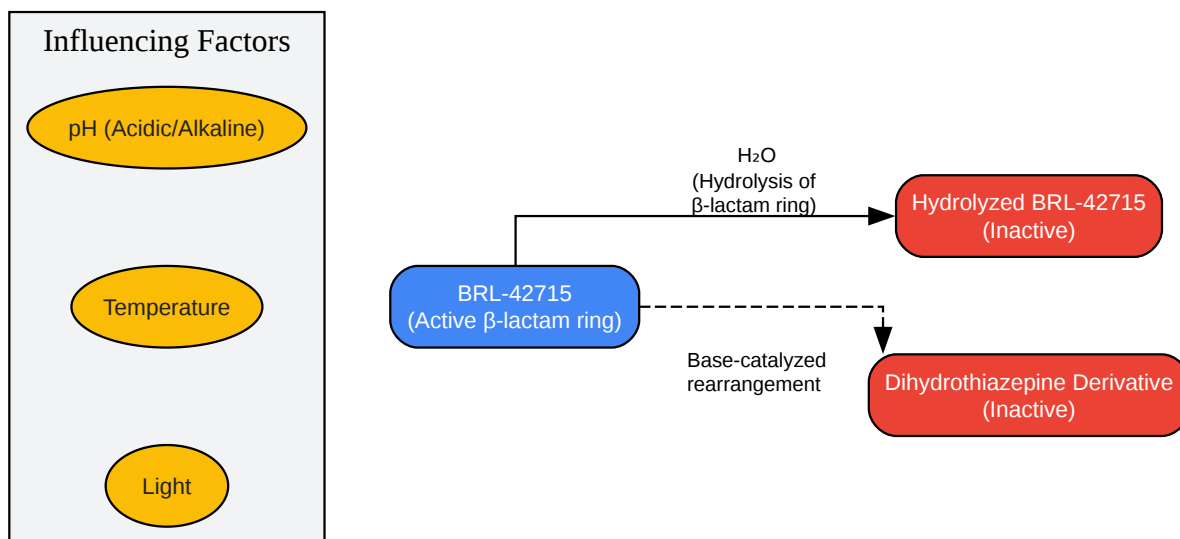 Influencing Factors
pH (Acidic/Alkaline)
Temperature
Light
H₂O
(Hydrolysis of
β-lactam ring)
BRL-42715
(Active β-lactam ring)
Base-catalyzed
rearrangement
Hydrolyzed BRL-42715
(Inactive)
Dihydrothiazepine Derivative
(Inactive)